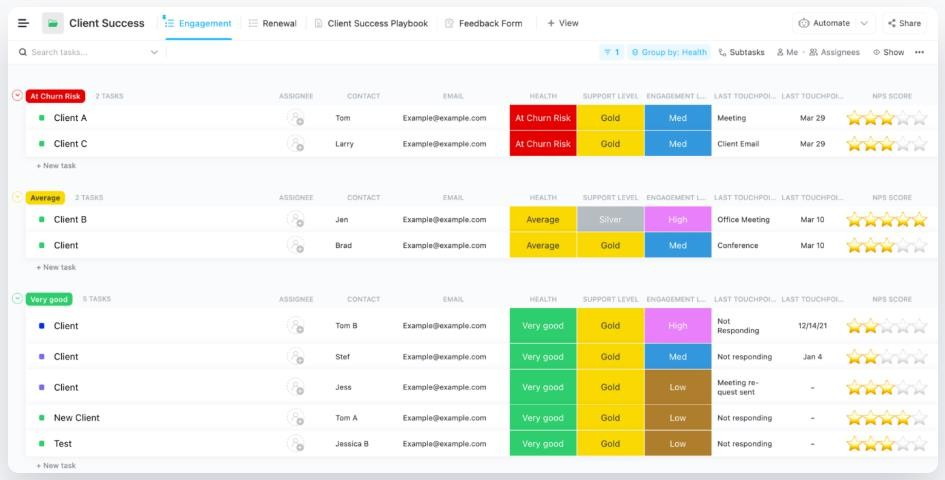 Client Success Engagement Renewal Client Success Playbook Feedback Form + View Automate Share
Search tasks... 1 Group by: Health Subtasks Me · Assignees Show ...
At Churn Risk 2 TASKS ASSIGNEE CONTACT EMAIL HEALTH SUPPORT LEVEL ENGAGEMENT L... LAST TOUCHPOI... LAST TOUCHPOI... NPS SCORE
Client A Tom Example@example.com At Churn Risk Gold Med Meeting Mar 29
Client C Larry Example@example.com At Churn Risk Gold Med Client Email Mar 29
+ New task
Average 2 TASKS ASSIGNEE CONTACT EMAIL HEALTH SUPPORT LEVEL ENGAGEMENT L... LAST TOUCHPOI... LAST TOUCHPOI... NPS SCORE
Client B Jen Example@example.com Average Silver High Office Meeting Mar 10
Client Brad Example@example.com Average Gold Med Conference Mar 10
+ New task
Very good 5 TASKS ASSIGNEE CONTACT EMAIL HEALTH SUPPORT LEVEL ENGAGEMENT L... LAST TOUCHPOI... LAST TOUCHPOI... NPS SCORE
Client Tom B Example@example.com Very good Gold High Not Responding 12/14/21
Client Stef Example@example.com Very good Gold Med Not responding Jan 4
Client Jess Example@example.com Very good Gold Low Meeting re-quest sent –
New Client Tom A Example@example.com Very good Gold Low Not responding –
Test Jessica B Example@example.com Very good Gold Low Not responding –
+ New task